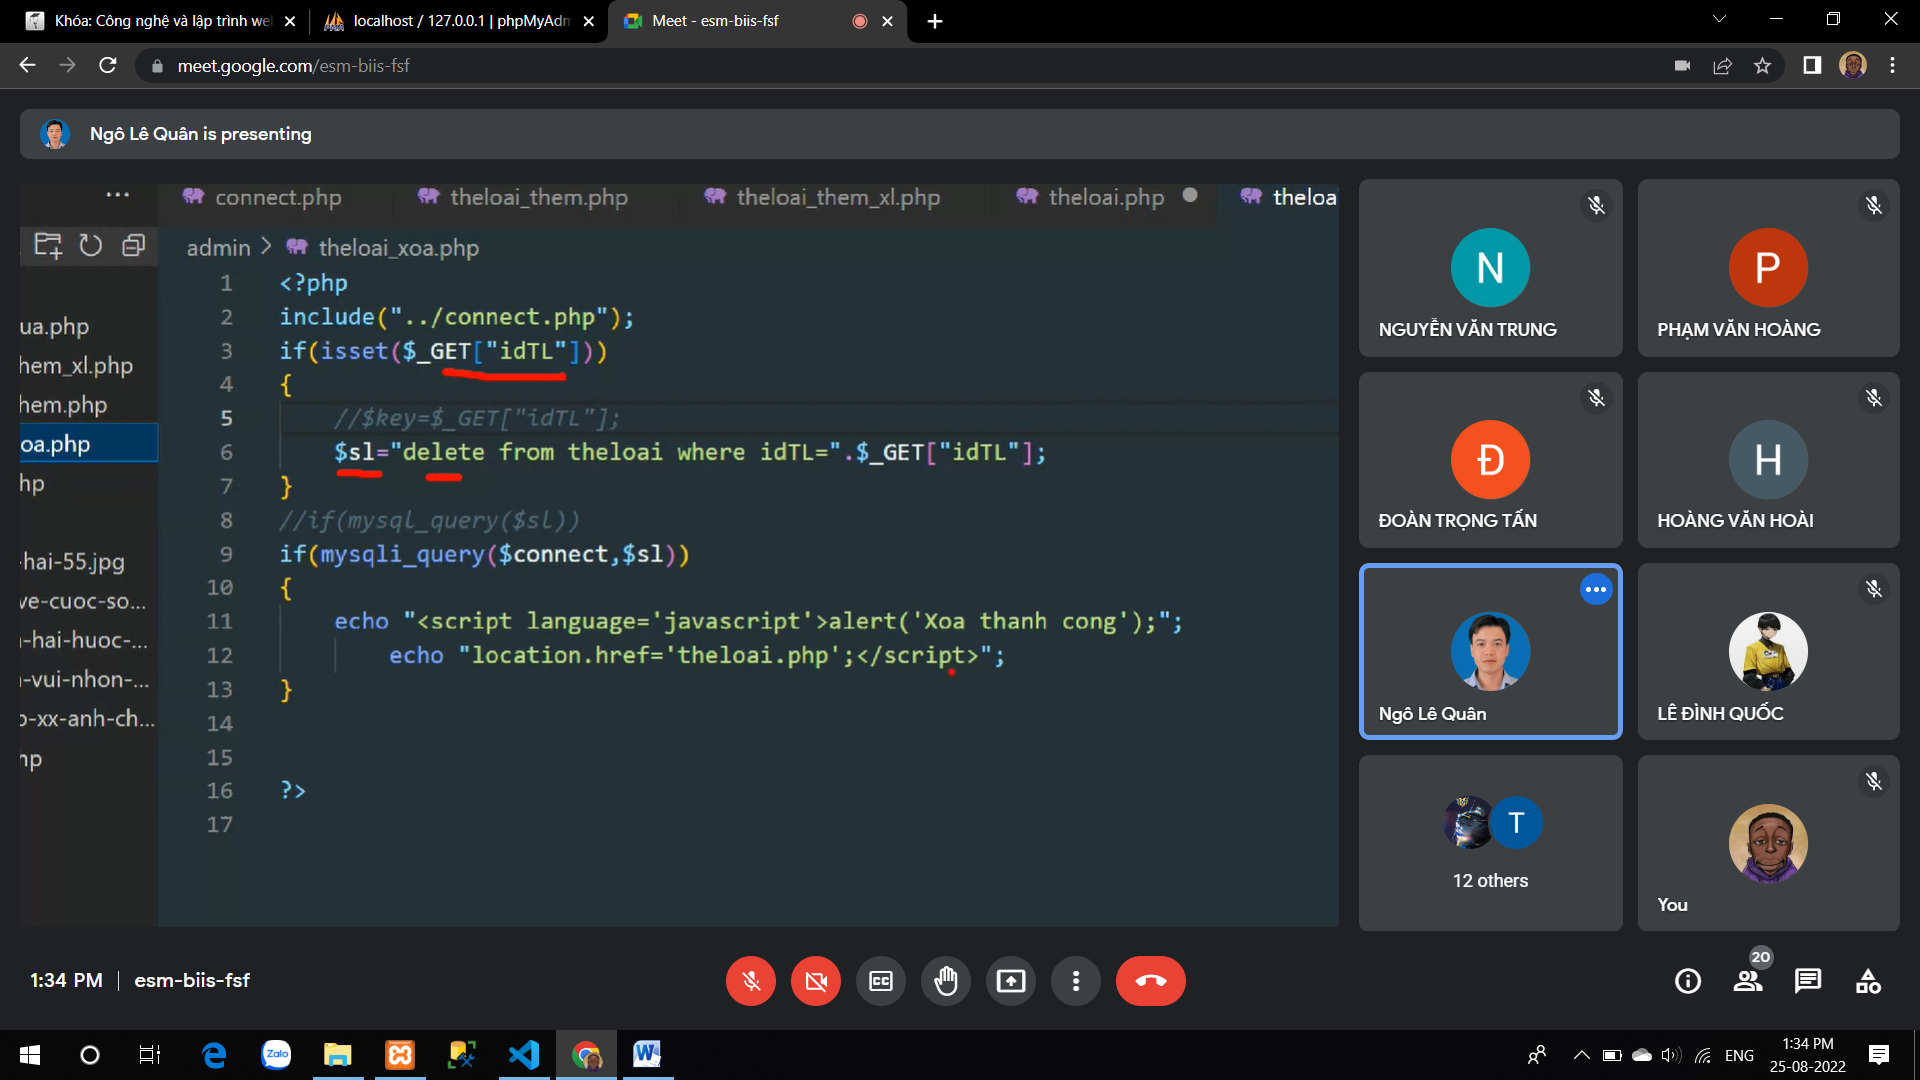 Khóa: Công nghệ và lập trình we
localhost / 127.0.0.1 | phpMyAdm
Meet - esm-biis-fsf
meet.google.com/esm-biis-fsf
Ngô Lê Quân is presenting
connect.php
theloai_them.php
theloai_them_xl.php
theloai.php
theloa
admin > theloai_xoa.php
ua.php
hem_xl.php
hem.php
oa.php
hp
-hai-55.jpg
ve-cuoc-so...
-hai-huoc-...
-vui-nhon-...
o-xx-anh-ch...
hp
1 <?php
2 include("../connect.php");
3 if(isset($_GET["idTL"]))
4 {
5 //$key=$_GET["idTL"];
6 $sl="delete from theloai where idTL=".$_GET["idTL"];
7 }
8 //if(mysql_query($sl))
9 if(mysqli_query($connect,$sl))
10 {
11 echo "<script language='javascript'>alert('Xoa thanh cong');";
12 echo "location.href='theloai.php';</script>";
13 }
14
15
16 ?>
17
N
NGUYỄN VĂN TRUNG
P
PHẠM VĂN HOÀNG
Đ
ĐOÀN TRỌNG TẤN
H
HOÀNG VĂN HOÀI
Ngô Lê Quân
LÊ ĐÌNH QUỐC
T
12 others
You
1:34 PM | esm-biis-fsf
20
Zalo
ENG
1:34 PM
25-08-2022